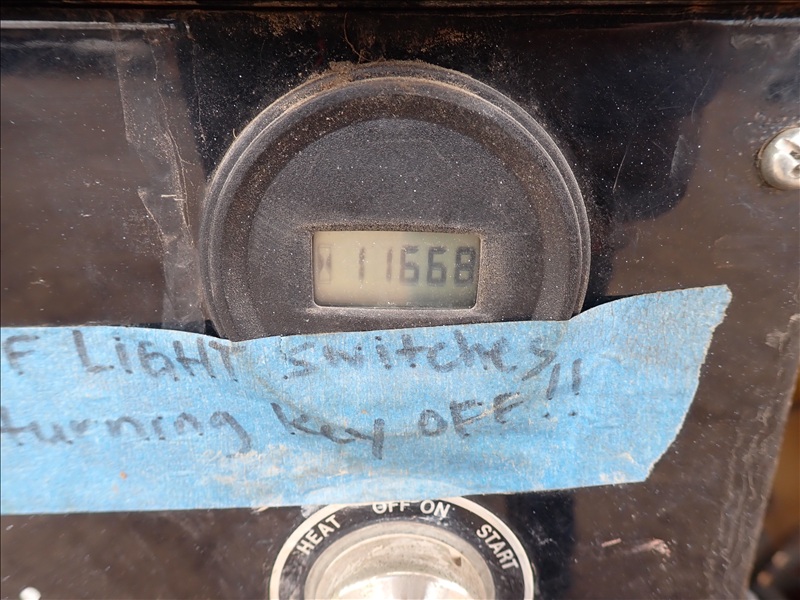 11668
F LIGHT SWITCHES
turning key OFF!!
HEAT OFF ON START